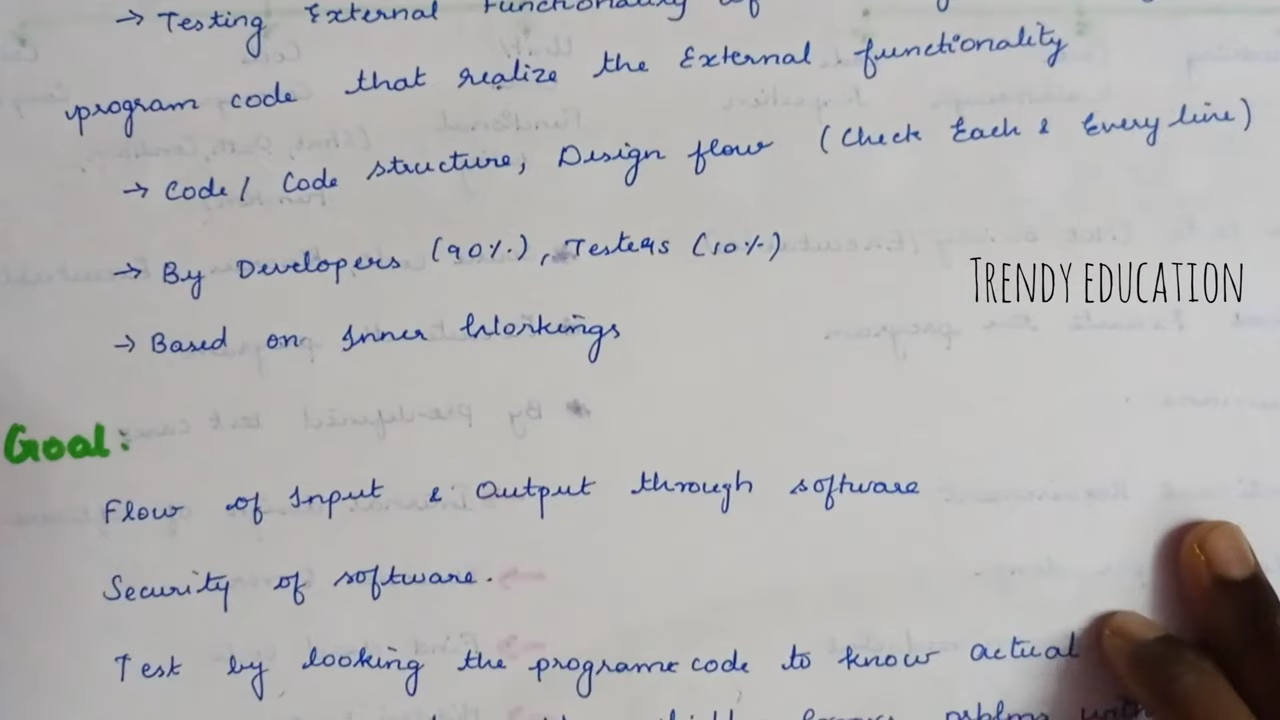 → Testing External Functionality of
program code that realize the External functionality
→ Code/ Code structure, Design flow (Check Each & Every line)
→ By Developers (90%), Testers (10%)
TRENDY EDUCATION
→ Based on Inner Workings
Goal:
Flow of Input & Output through software
Security of software.
Test by looking the programe code to know actual